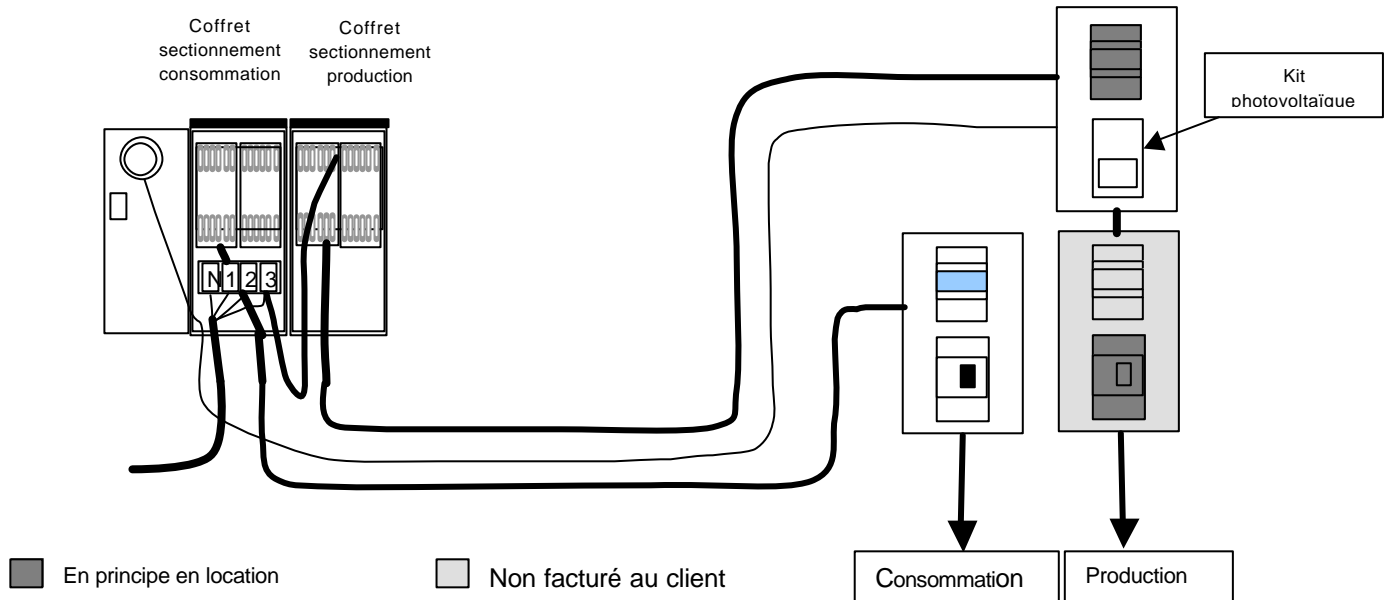 Coffret
sectionnement
consommation
Coffret
sectionnement
production
Kit
photovoltaïque
N 1 2 3
En principe en location
Non facturé au client
Consommation
Production